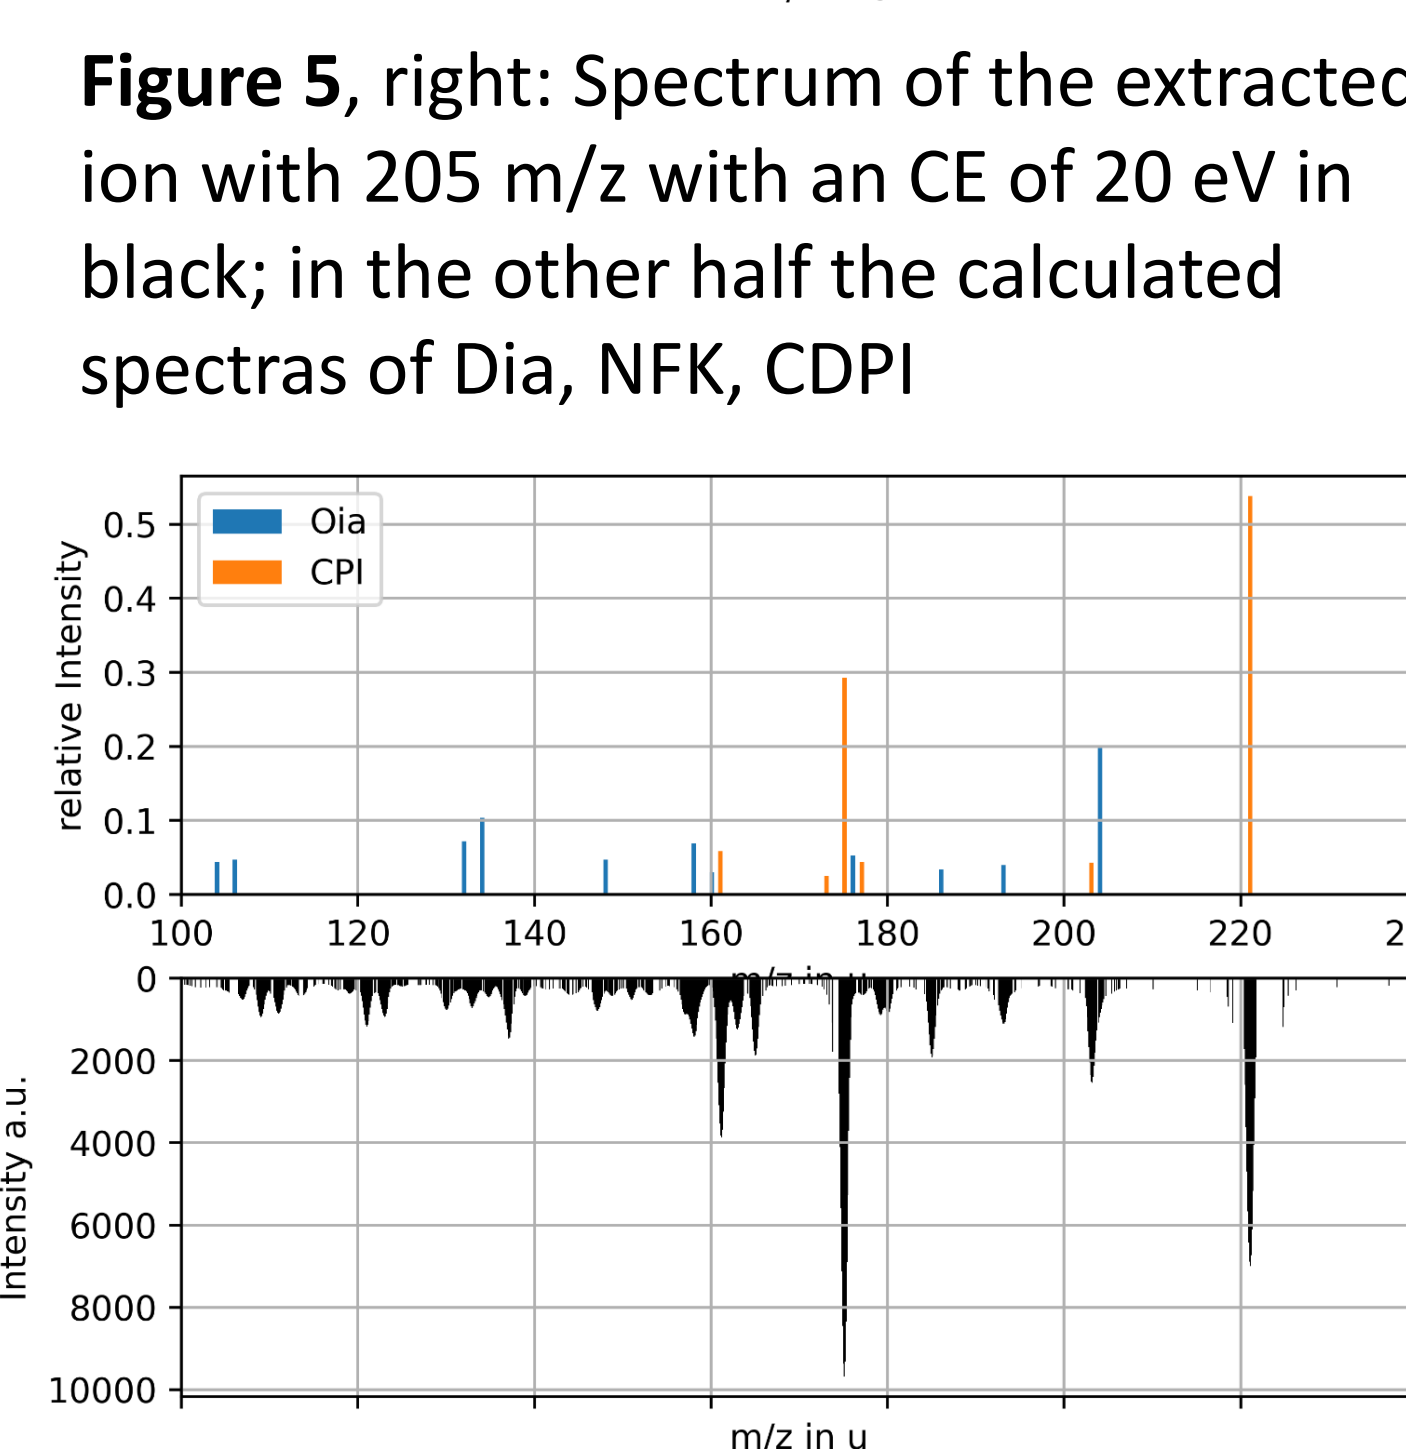 Figure 5, right: Spectrum of the extracted
ion with 205 m/z with an CE of 20 eV in
black; in the other half the calculated
spectras of Dia, NFK, CDPI
Oia
CPI
relative Intensity
0.5
0.4
0.3
0.2
0.1
0.0
100 120 140 160 180 200 220 2
m/z in u
Intensity a.u.
0
2000
4000
6000
8000
10000
m/z in u